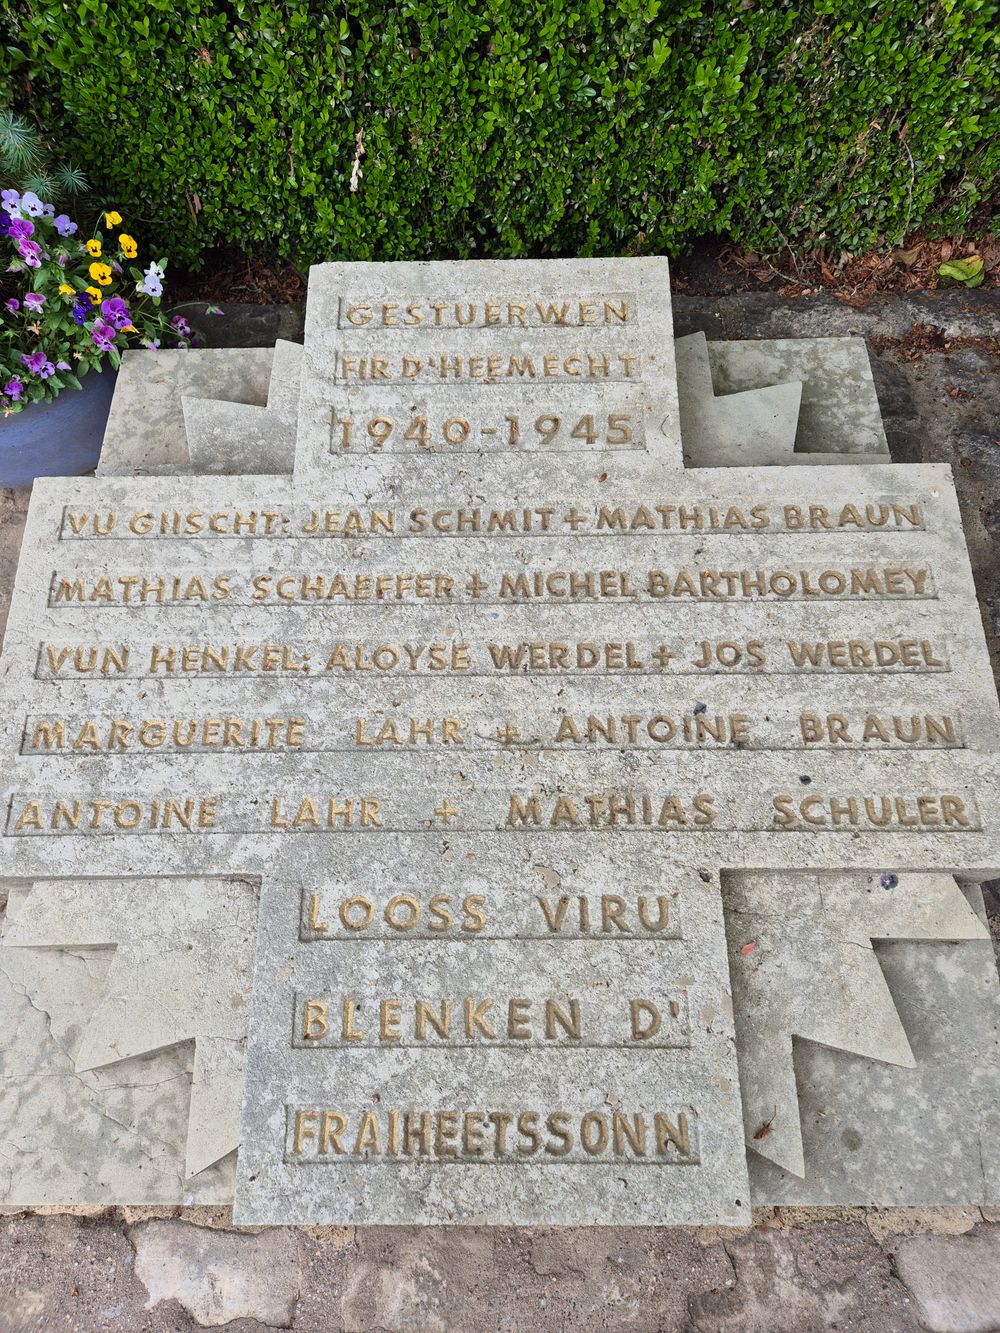 GESTUERWEN
FIR D'HEEMECHT
1940-1945
VU GIISCHT: JEAN SCHMIT + MATHIAS BRAUN
MATHIAS SCHAEFFER + MICHEL BARTHOLOMEY
VUN HENKEL: ALOYSE WERDEL + JOS WERDEL
MARGUERITE LAHR + ANTOINE BRAUN
ANTOINE LAHR + MATHIAS SCHULER
LOOSS VIRU
BLENKEN D'
FRAIHEETSSONN